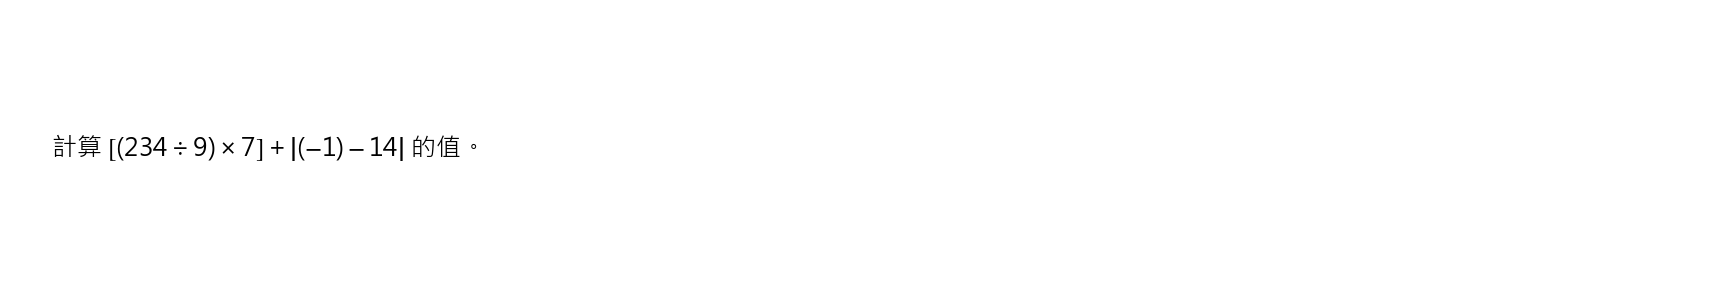 計算 [(234 ÷ 9) × 7] + |(−1) − 14| 的值。